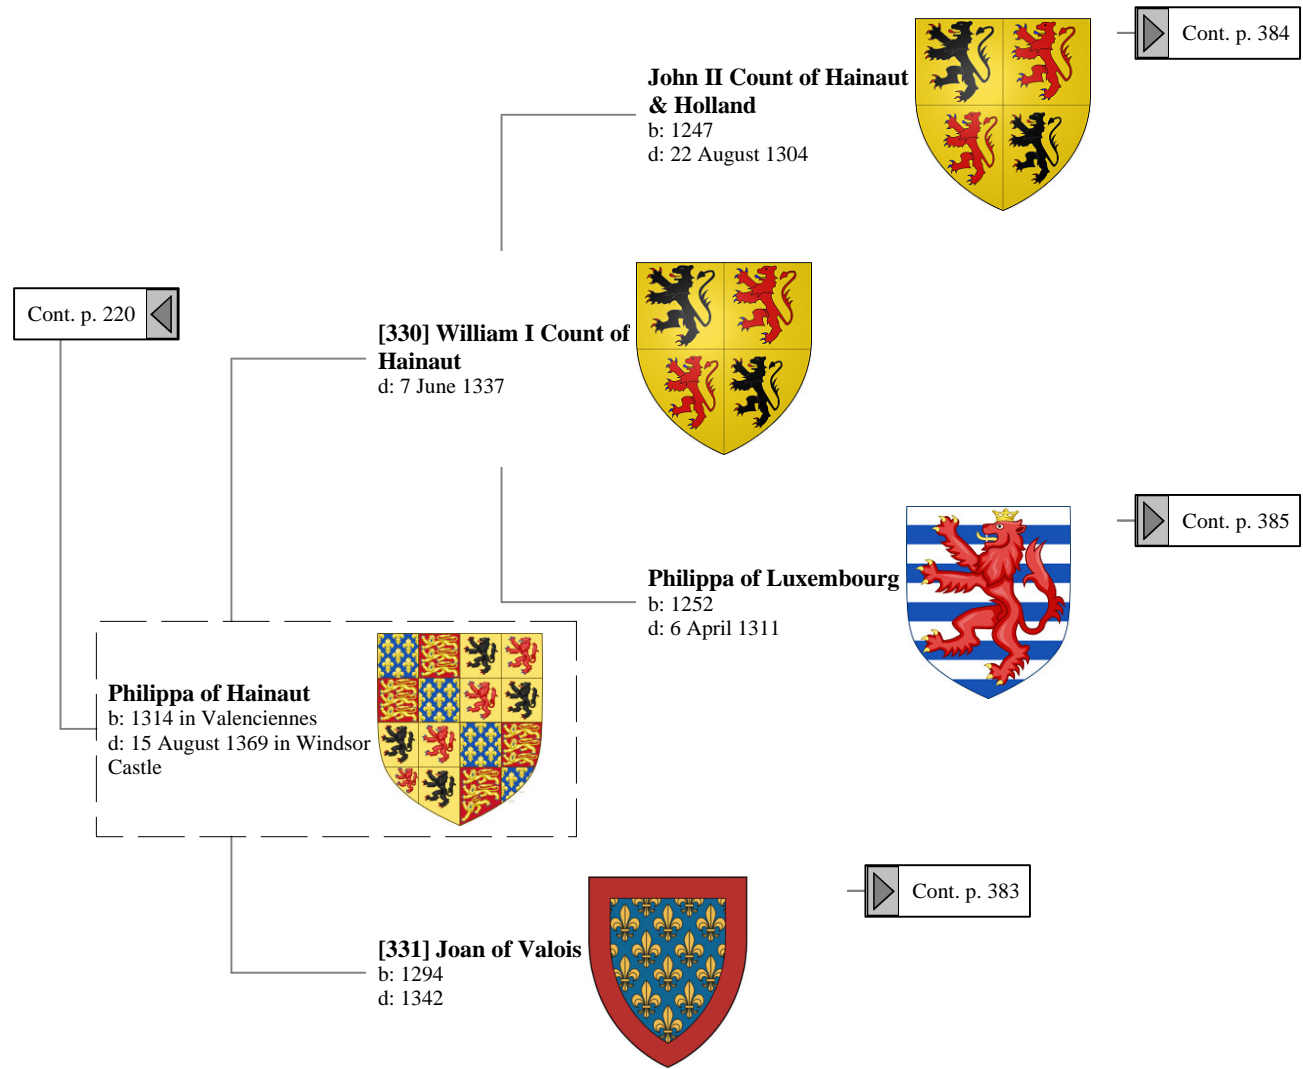 Cont. p. 384
John II Count of Hainaut
& Holland
b: 1247
d: 22 August 1304
Cont. p. 220
[330] William I Count of
Hainaut
d: 7 June 1337
Cont. p. 385
Philippa of Luxembourg
b: 1252
d: 6 April 1311
Philippa of Hainaut
b: 1314 in Valenciennes
d: 15 August 1369 in Windsor
Castle
Cont. p. 383
[331] Joan of Valois
b: 1294
d: 1342